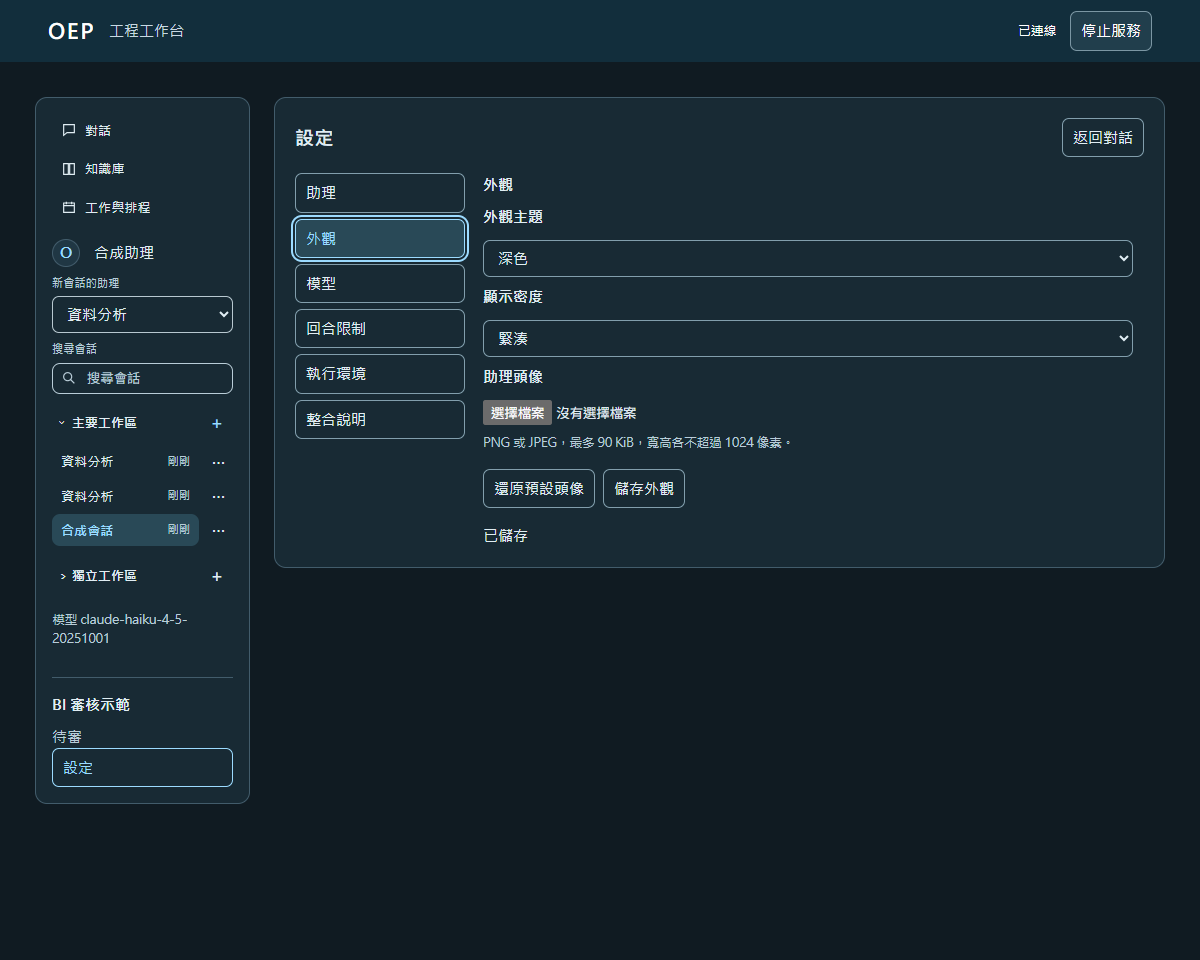 OEP 工程工作台
已連線
停止服務
對話
知識庫
工作與排程
O 合成助理
新會話的助理
資料分析
搜尋會話
搜尋會話
主要工作區 +
資料分析 剛剛 ...
資料分析 剛剛 ...
合成會話 剛剛 ...
獨立工作區 +
模型 claude-haiku-4-5-
20251001
BI 審核示範
待審
設定
設定
返回對話
助理
外觀
模型
回合限制
執行環境
整合說明
外觀
外觀主題
深色
顯示密度
緊湊
助理頭像
選擇檔案 沒有選擇檔案
PNG 或 JPEG，最多 90 KiB，寬高各不超過 1024 像素。
還原預設頭像 儲存外觀
已儲存